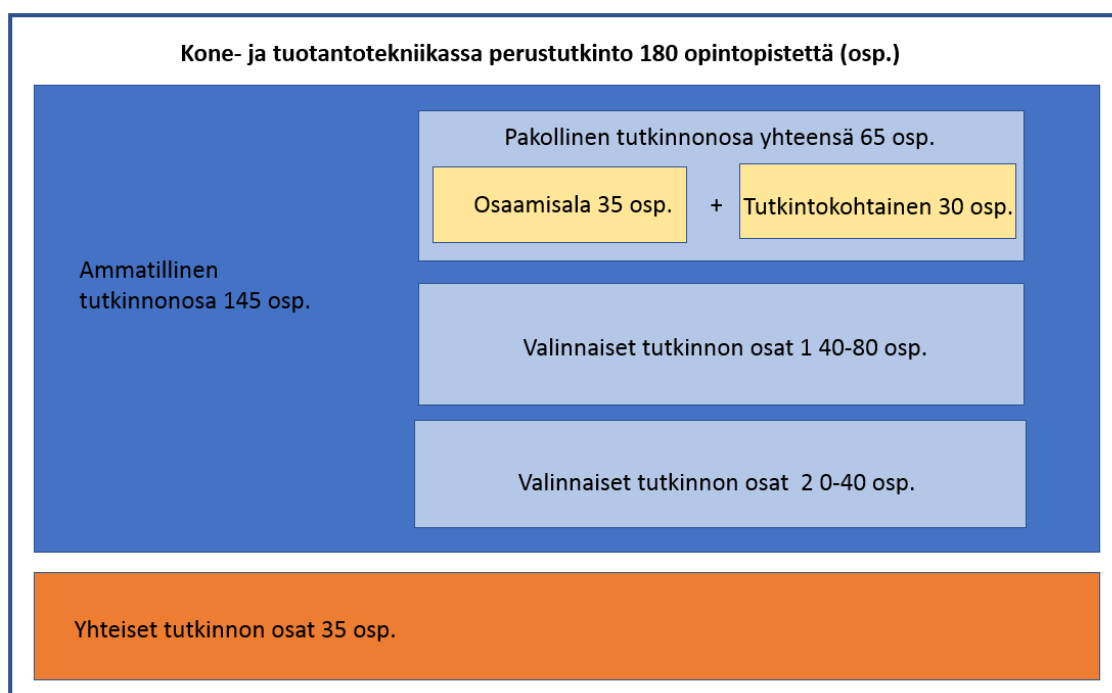 Kone- ja tuotantotekniikassa perustutkinto 180 opintopistettä (osp.)
Pakollinen tutkinnonosa yhteensä 65 osp.
Osaamisala 35 osp.
+
Tutkintokohtainen 30 osp.
Ammatillinen
tutkinnonosa 145 osp.
Valinnaiset tutkinnon osat 1 40-80 osp.
Valinnaiset tutkinnon osat 2 0-40 osp.
Yhteiset tutkinnon osat 35 osp.